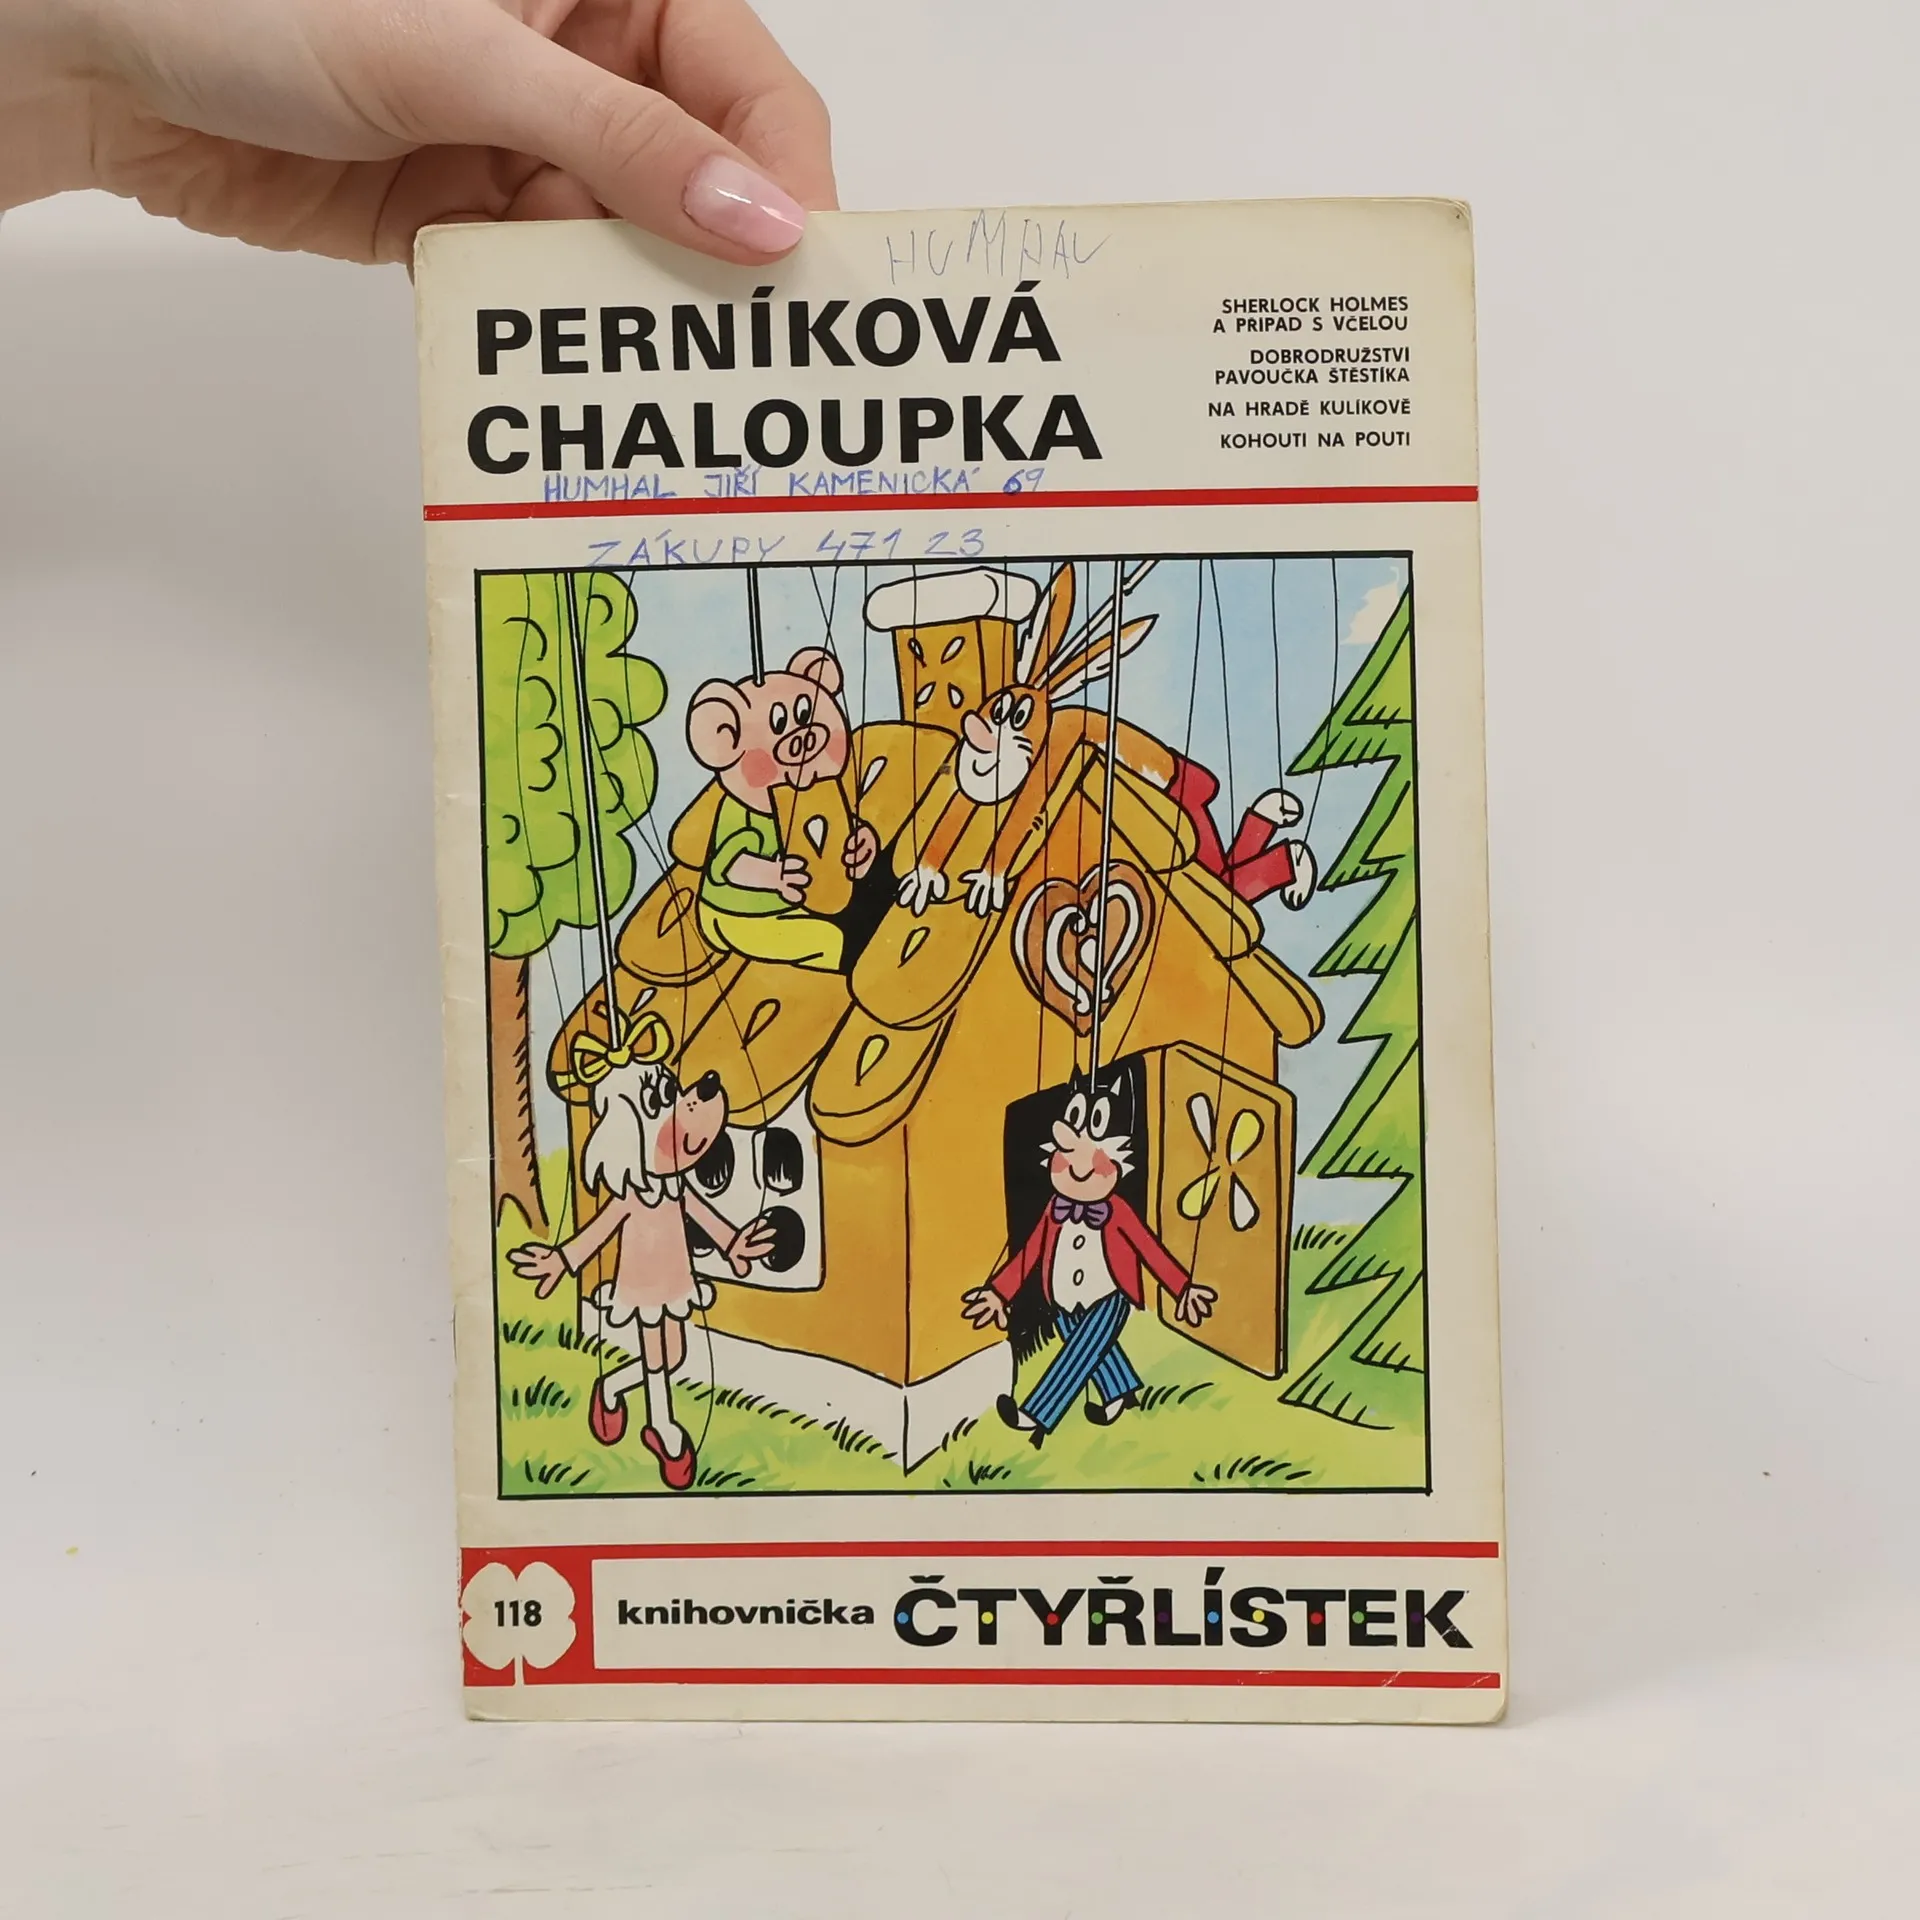 HUMHAL
PERNÍKOVÁ
CHALOUPKA
SHERLOCK HOLMES
A PŘÍPAD S VČELOU
DOBRODRUŽSTVÍ
PAVOUČKA ŠTĚSTÍKA
NA HRADĚ KULÍKOVĚ
KOHOUTI NA POUTI
HUMHAL JIŘÍ KAMENICKÁ 69
ZÁKUPY 471 23
118
knihovnička ČTYŘLÍSTEK